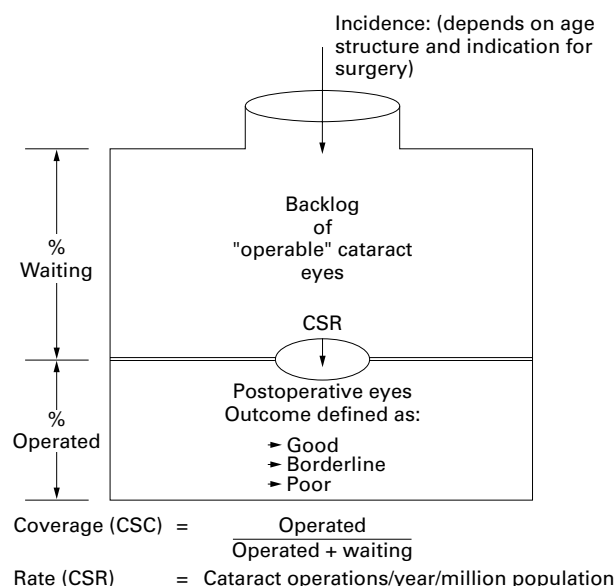 Incidence: (depends on age
structure and indication for
surgery)
Backlog
of
"operable" cataract
eyes
%
Waiting
CSR
Postoperative eyes
Outcome defined as:
Good
Borderline
Poor
%
Operated
Coverage (CSC) = Operated
Operated + waiting
Rate (CSR) = Cataract operations/year/million population